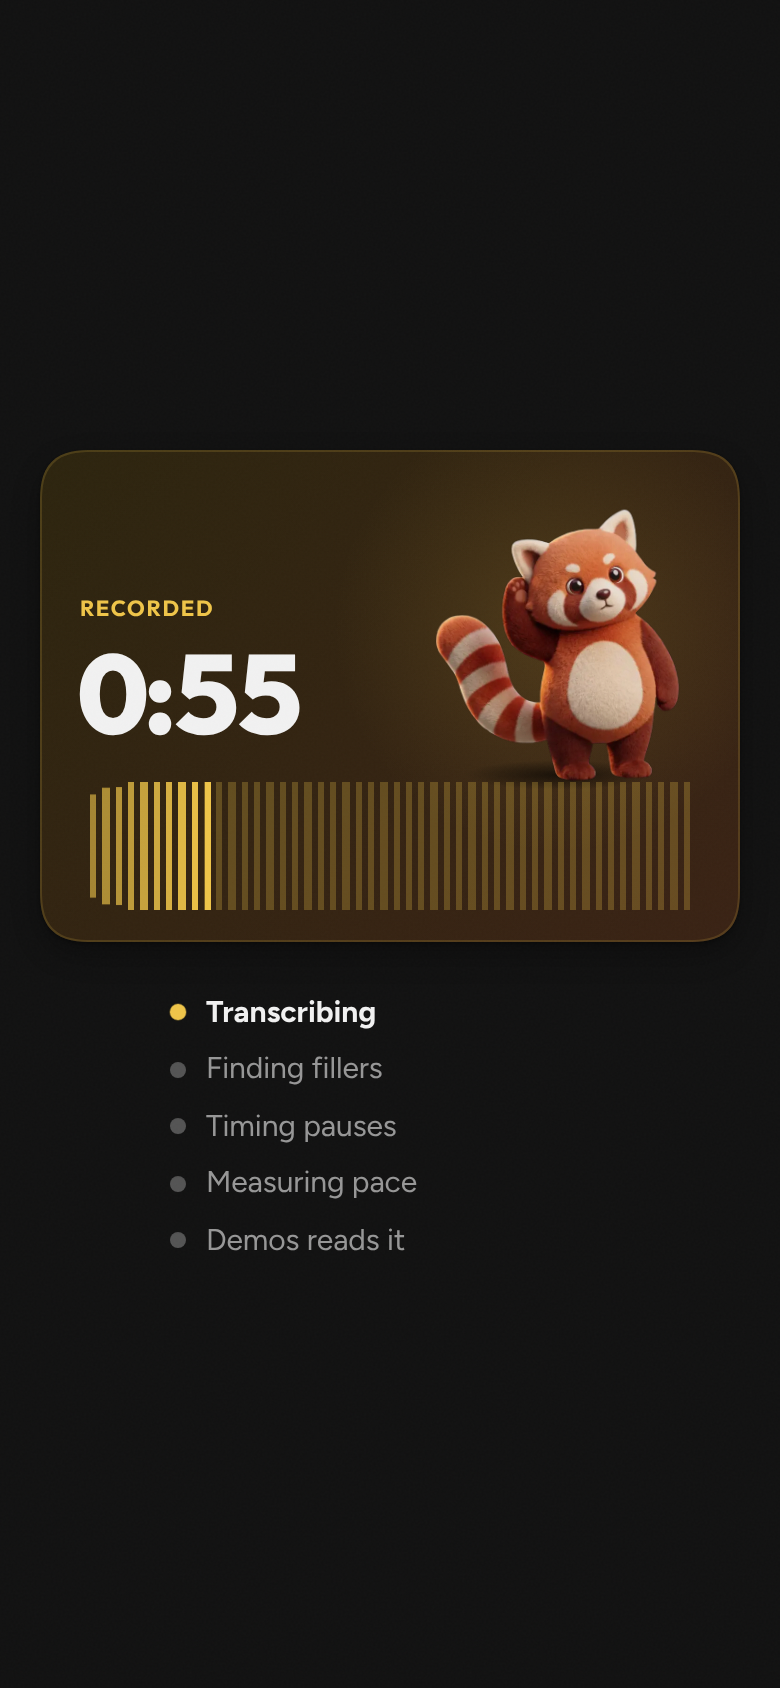 RECORDED
0:55
Transcribing
Finding fillers
Timing pauses
Measuring pace
Demos reads it